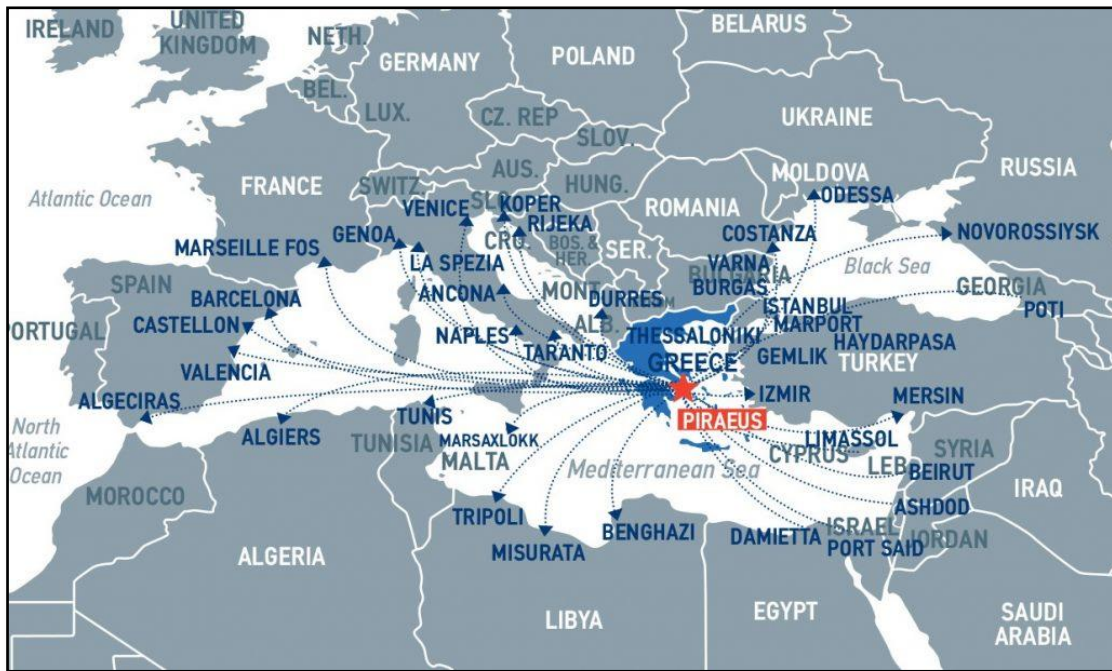 IRELAND
UNITED
KINGDOM
NETH.
BELARUS
GERMANY
POLAND
BEL.
LUX.
CZ. REP
SLOV.
UKRAINE
Atlantic Ocean
FRANCE
SWITZ.
AUS.
HUNG.
MOLDOVA
RUSSIA
ODESSA
VENICE
SLO.
KOPER
ROMANIA
GENOA
RIJEKA
COSTANZA
NOVOROSSIYSK
MARSEILLE FOS
LA SPEZIA
CRO.
BOS. &
HER.
SER.
VARNA
BULGARIA
BURGAS
Black Sea
SPAIN
ANCONA
MONT.
DURRES
GEORGIA
POTI
BARCELONA
PORTUGAL
CASTELLON
NAPLES
TARANTO
ALB.
THESSALONIKI
GREECE
ISTANBUL
MARPORT
HAYDARPASA
GEMLIK
TURKEY
VALENCIA
ALGECIRAS
IZMIR
MERSIN
PIRAEUS
North
Atlantic
Ocean
ALGIERS
TUNIS
TUNISIA
MARSAXLOKK
MALTA
Mediterranean Sea
LIMASSOL
CYPRUS
SYRIA
LEB.
BEIRUT
IRAQ
MOROCCO
TRIPOLI
MISURATA
BENGHAZI
ASHDOD
DAMIETTA
ISRAEL
PORT SAID
JORDAN
ALGERIA
LIBYA
EGYPT
SAUDI
ARABIA